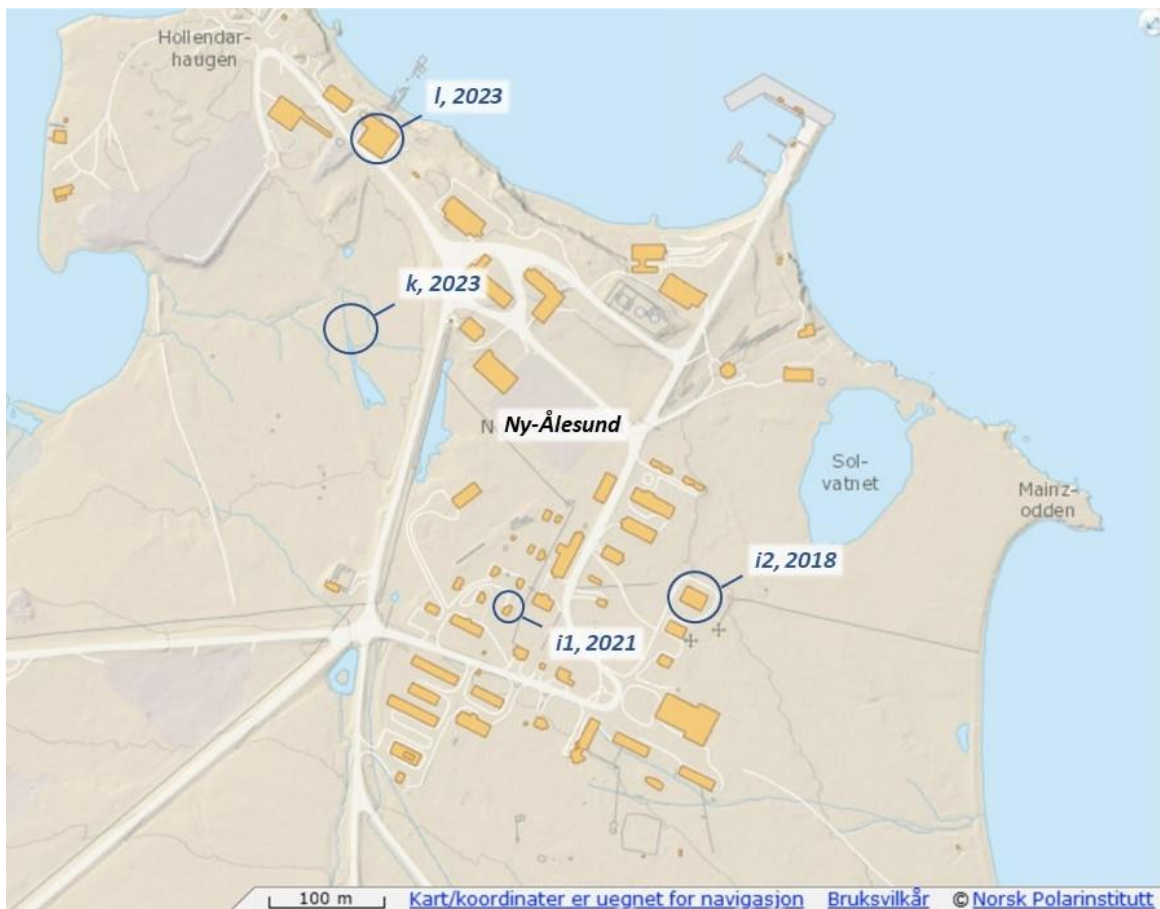 Hollendar-
haugen
l, 2023
k, 2023
N
Ny-Ålesund
Sol-
vatnet
Mainz-
odden
i2, 2018
i1, 2021
100 m
Kart/koordinater er uegnet for navigasjon Bruksvilkår © Norsk Polarinstitutt